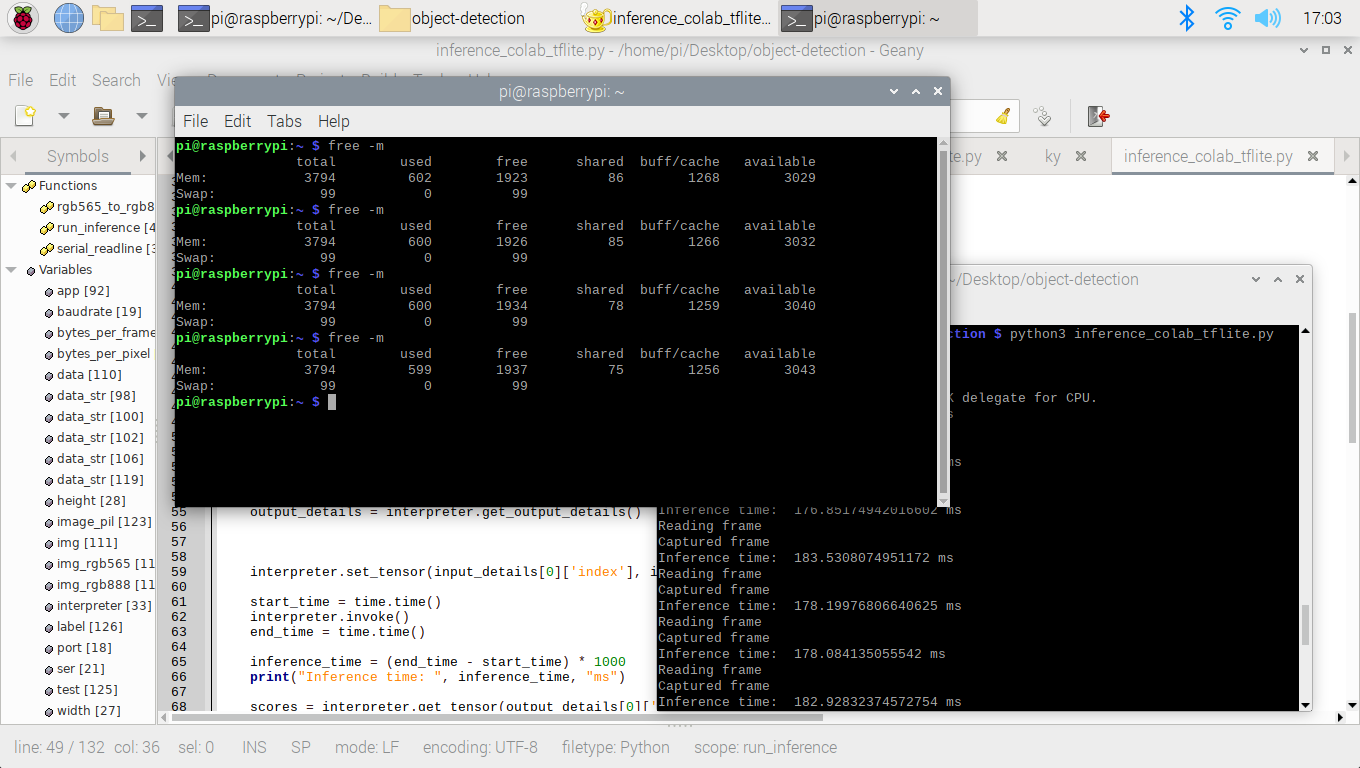 pi@raspberrypi: ~/De... object-detection inference_colab_tflite... pi@raspberrypi: ~ 17:03
inference_colab_tflite.py - /home/pi/Desktop/object-detection - Geany
File Edit Search
pi@raspberrypi: ~
File Edit Tabs Help
pi@raspberrypi:~ $ free -m
total used free shared buff/cache available
Mem: 3794 602 1923 86 1268 3029
Swap: 99 0 99
pi@raspberrypi:~ $ free -m
total used free shared buff/cache available
Mem: 3794 600 1926 85 1266 3032
Swap: 99 0 99
pi@raspberrypi:~ $ free -m
total used free shared buff/cache available
Mem: 3794 600 1934 78 1259 3040
Swap: 99 0 99
pi@raspberrypi:~ $ free -m
total used free shared buff/cache available
Mem: 3794 599 1937 75 1256 3043
Swap: 99 0 99
pi@raspberrypi:~ $
Symbols
Functions
rgb565_to_rgb8
run_inference [4
serial_readline [3
Variables
app [92]
baudrate [19]
bytes_per_frame
bytes_per_pixel
data [110]
data_str [98]
data_str [100]
data_str [102]
data_str [106]
data_str [119]
height [28]
image_pil [123]
img [111]
img_rgb565 [11
img_rgb888 [11
interpreter [33]
label [126]
port [18]
ser [21]
test [125]
width [27]
te.py ky inference_colab_tflite.py
~/Desktop/object-detection
ction $ python3 inference_colab_tflite.py
delegate for CPU.
ms
Inference time: 176.85174942016602 ms
Reading frame
Captured frame
Inference time: 183.5308074951172 ms
Reading frame
Captured frame
Inference time: 178.19976806640625 ms
Reading frame
Captured frame
Inference time: 178.084135055542 ms
Reading frame
Captured frame
Inference time: 182.92832374572754 ms
55 output_details = interpreter.get_output_details()
56
57
58
59 interpreter.set_tensor(input_details[0]['index'], i
60
61 start_time = time.time()
62 interpreter.invoke()
63 end_time = time.time()
64
65 inference_time = (end_time - start_time) * 1000
66 print("Inference time: ", inference_time, "ms")
67
68 scores = interpreter.get_tensor(output_details[0]['
line: 49 / 132 col: 36 sel: 0 INS SP mode: LF encoding: UTF-8 filetype: Python scope: run_inference